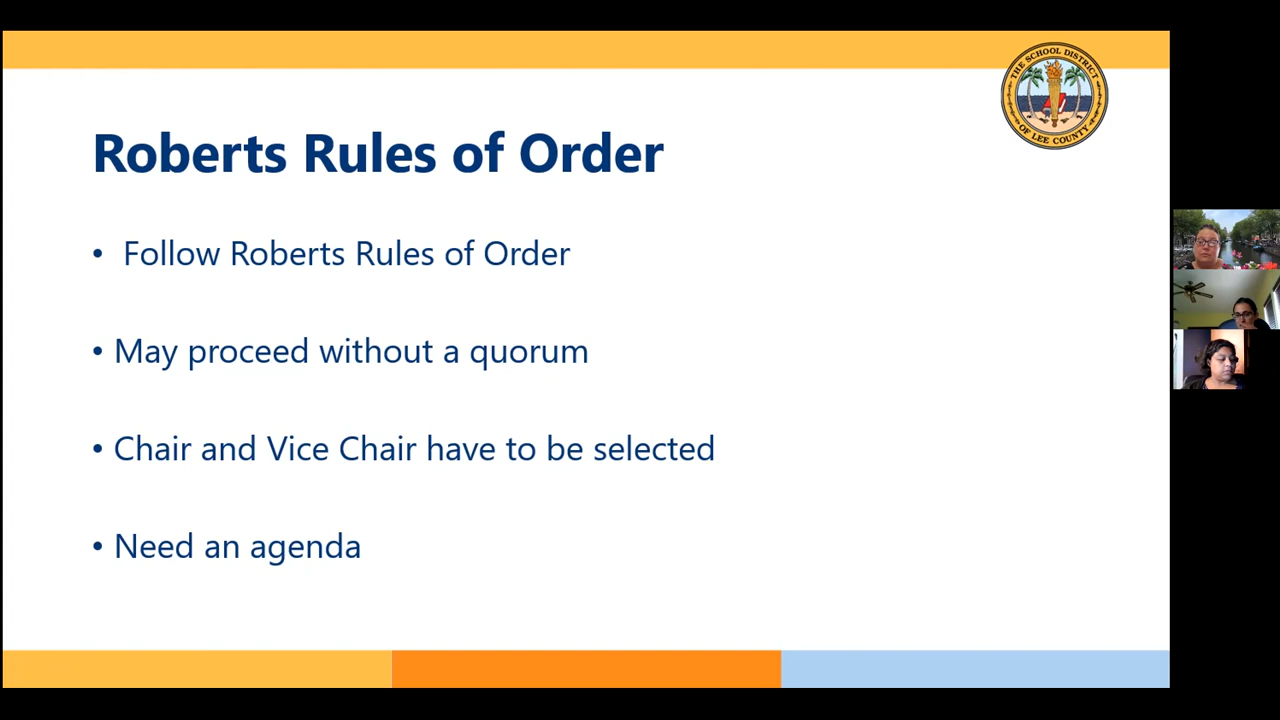 THE SCHOOL DISTRICT
OF LEE COUNTY
Roberts Rules of Order
• Follow Roberts Rules of Order
• May proceed without a quorum
• Chair and Vice Chair have to be selected
• Need an agenda